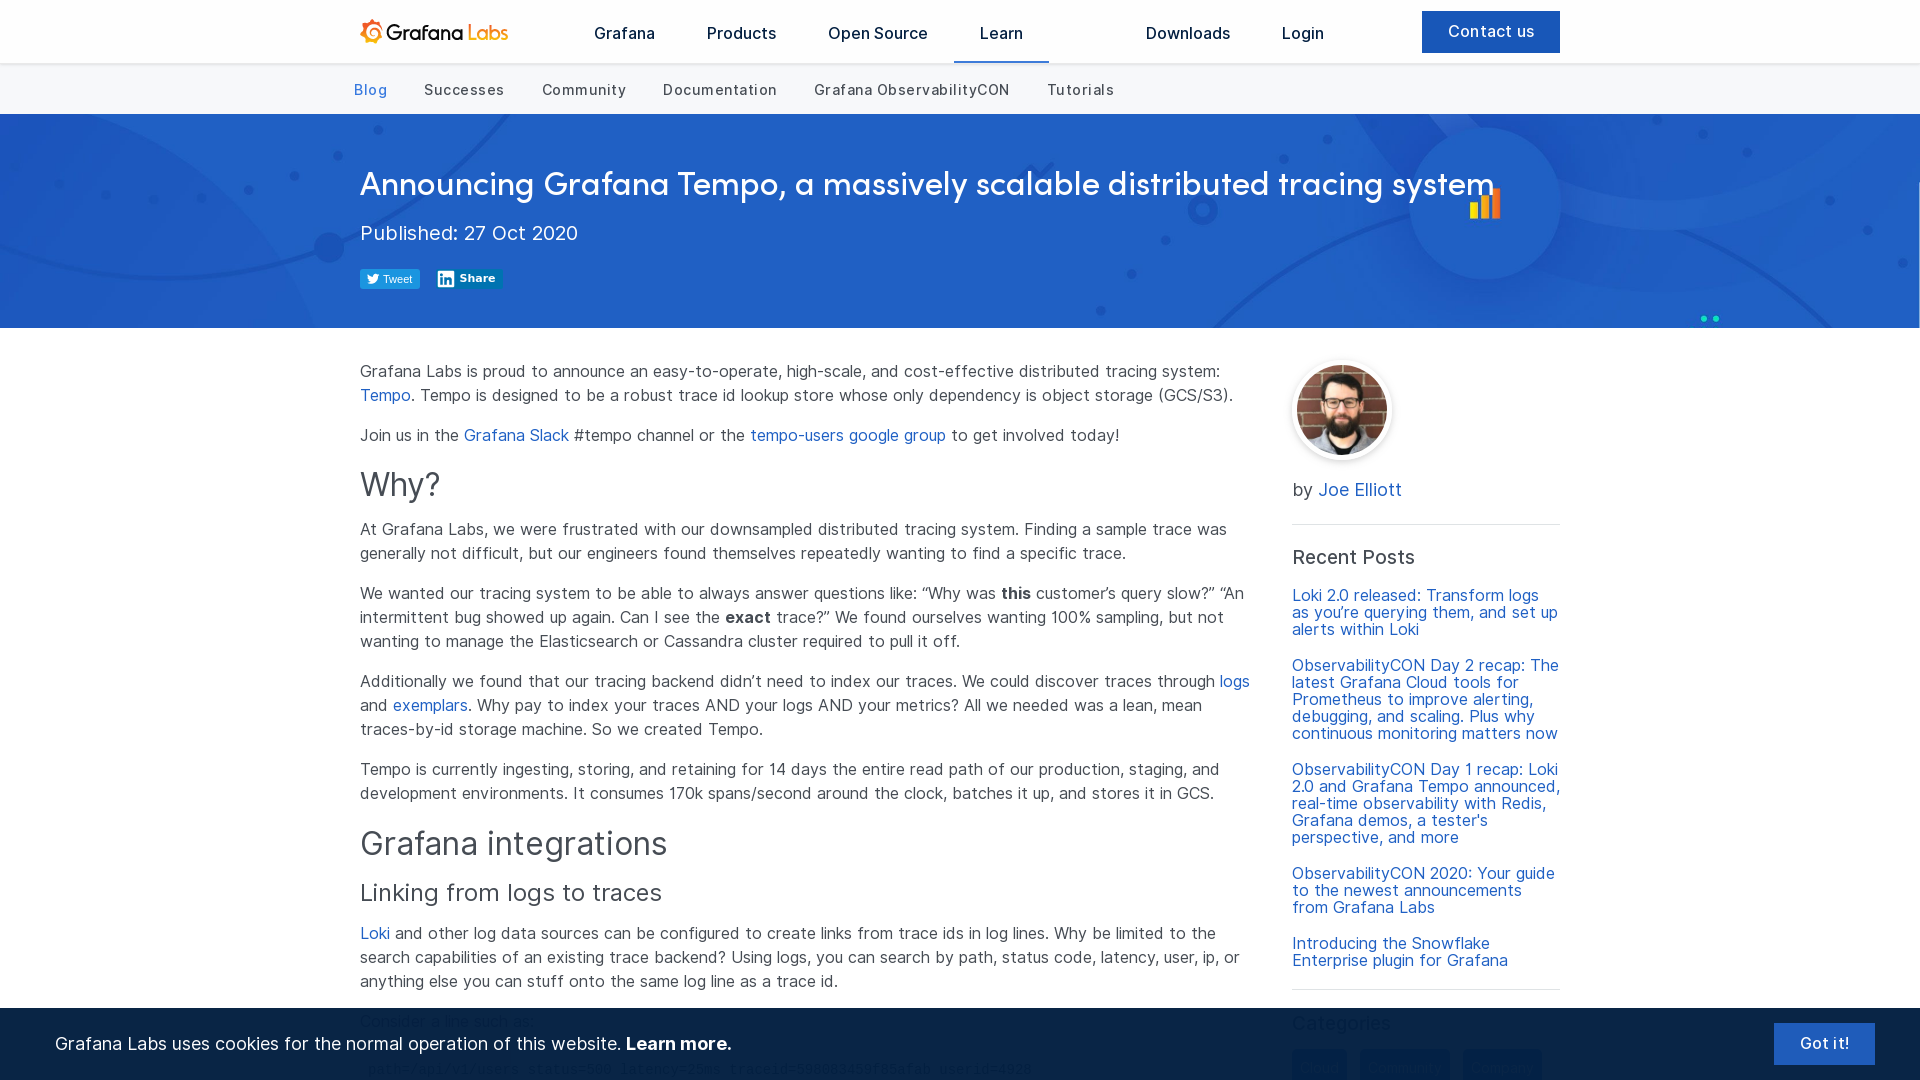 Grafana Labs
Grafana
Products
Open Source
Learn
Downloads
Login
Contact us
Blog
Successes
Community
Documentation
Grafana ObservabilityCON
Tutorials
Announcing Grafana Tempo, a massively scalable distributed tracing system
Published: 27 Oct 2020
Tweet
Share
Grafana Labs is proud to announce an easy-to-operate, high-scale, and cost-effective distributed tracing system:
Tempo. Tempo is designed to be a robust trace id lookup store whose only dependency is object storage (GCS/S3).
Join us in the Grafana Slack #tempo channel or the tempo-users google group to get involved today!
Why?
At Grafana Labs, we were frustrated with our downsampled distributed tracing system. Finding a sample trace was
generally not difficult, but our engineers found themselves repeatedly wanting to find a specific trace.
We wanted our tracing system to be able to always answer questions like: “Why was this customer’s query slow?” “An
intermittent bug showed up again. Can I see the exact trace?” We found ourselves wanting 100% sampling, but not
wanting to manage the Elasticsearch or Cassandra cluster required to pull it off.
Additionally we found that our tracing backend didn’t need to index our traces. We could discover traces through logs
and exemplars. Why pay to index your traces AND your logs AND your metrics? All we needed was a lean, mean
traces-by-id storage machine. So we created Tempo.
Tempo is currently ingesting, storing, and retaining for 14 days the entire read path of our production, staging, and
development environments. It consumes 170k spans/second around the clock, batches it up, and stores it in GCS.
Grafana integrations
Linking from logs to traces
Loki and other log data sources can be configured to create links from trace ids in log lines. Why be limited to the
search capabilities of an existing trace backend? Using logs, you can search by path, status code, latency, user, ip, or
anything else you can stuff onto the same log line as a trace id.
by Joe Elliott
Recent Posts
Loki 2.0 released: Transform logs
as you’re querying them, and set up
alerts within Loki
ObservabilityCON Day 2 recap: The
latest Grafana Cloud tools for
Prometheus to improve alerting,
debugging, and scaling. Plus why
continuous monitoring matters now
ObservabilityCON Day 1 recap: Loki
2.0 and Grafana Tempo announced,
real-time observability with Redis,
Grafana demos, a tester's
perspective, and more
ObservabilityCON 2020: Your guide
to the newest announcements
from Grafana Labs
Introducing the Snowflake
Enterprise plugin for Grafana
Categories
Grafana Labs uses cookies for the normal operation of this website. Learn more.
Got it!